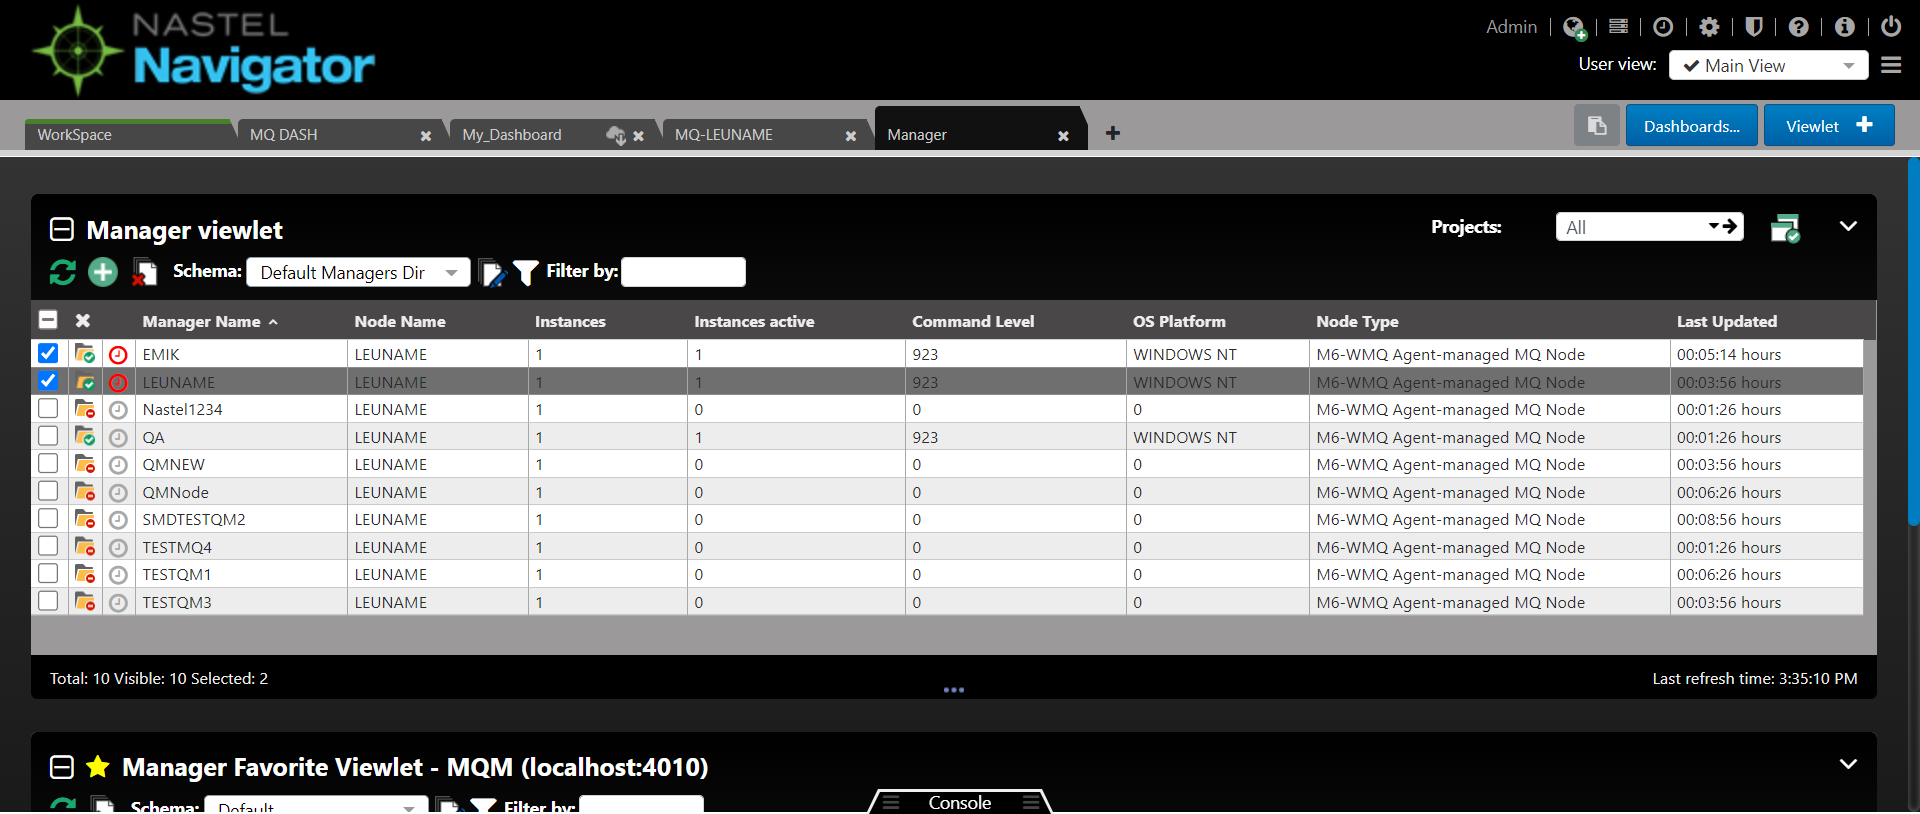 NASTEL
Navigator
Admin
User view: Main View
WorkSpace MQ DASH My_Dashboard MQ-LEUNAME Manager Dashboards... Viewlet
Manager viewlet Projects: All
Schema: Default Managers Dir Filter by:
Manager Name Node Name Instances Instances active Command Level OS Platform Node Type Last Updated
EMIK LEUNAME 1 1 923 WINDOWS NT M6-WMQ Agent-managed MQ Node 00:05:14 hours
LEUNAME LEUNAME 1 1 923 WINDOWS NT M6-WMQ Agent-managed MQ Node 00:03:56 hours
Nastel1234 LEUNAME 1 0 0 0 M6-WMQ Agent-managed MQ Node 00:01:26 hours
QA LEUNAME 1 1 923 WINDOWS NT M6-WMQ Agent-managed MQ Node 00:01:26 hours
QMNEW LEUNAME 1 0 0 0 M6-WMQ Agent-managed MQ Node 00:03:56 hours
QMNode LEUNAME 1 0 0 0 M6-WMQ Agent-managed MQ Node 00:06:26 hours
SMDTESTQM2 LEUNAME 1 0 0 0 M6-WMQ Agent-managed MQ Node 00:08:56 hours
TESTMQ4 LEUNAME 1 0 0 0 M6-WMQ Agent-managed MQ Node 00:01:26 hours
TESTQM1 LEUNAME 1 0 0 0 M6-WMQ Agent-managed MQ Node 00:06:26 hours
TESTQM3 LEUNAME 1 0 0 0 M6-WMQ Agent-managed MQ Node 00:03:56 hours
Total: 10 Visible: 10 Selected: 2 Last refresh time: 3:35:10 PM
Manager Favorite Viewlet - MQM (localhost:4010)
Schema: Default Filter by:
Console